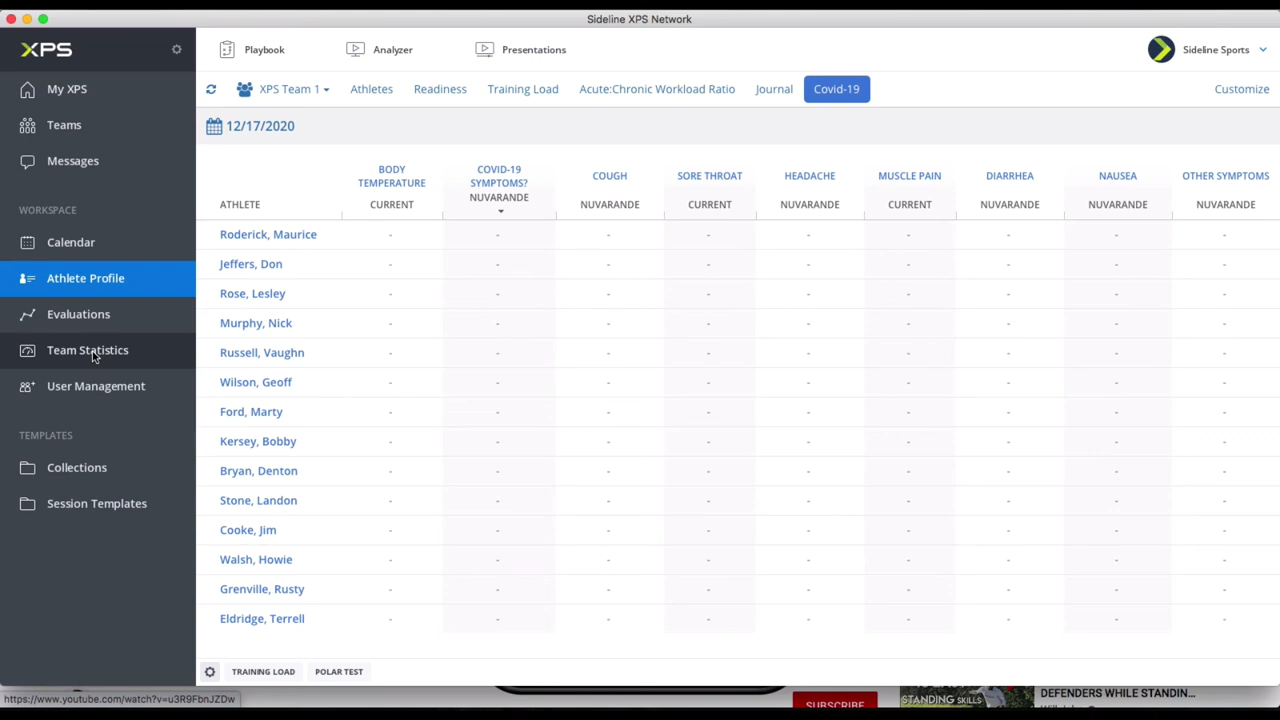 Sideline XPS Network
XPS
Playbook
Analyzer
Presentations
Sideline Sports
My XPS
Teams
Messages
WORKSPACE
Calendar
Athlete Profile
Evaluations
Team Statistics
User Management
TEMPLATES
Collections
Session Templates
XPS Team 1
Athletes
Readiness
Training Load
Acute:Chronic Workload Ratio
Journal
Covid-19
Customize
12/17/2020
ATHLETE
BODY TEMPERATURE
CURRENT
COVID-19 SYMPTOMS?
NUVARANDE
COUGH
NUVARANDE
SORE THROAT
CURRENT
HEADACHE
NUVARANDE
MUSCLE PAIN
CURRENT
DIARRHEA
NUVARANDE
NAUSEA
NUVARANDE
OTHER SYMPTOMS
NUVARANDE
Roderick, Maurice - - - - - - - - -
Jeffers, Don - - - - - - - - -
Rose, Lesley - - - - - - - - -
Murphy, Nick - - - - - - - - -
Russell, Vaughn - - - - - - - - -
Wilson, Geoff - - - - - - - - -
Ford, Marty - - - - - - - - -
Kersey, Bobby - - - - - - - - -
Bryan, Denton - - - - - - - - -
Stone, Landon - - - - - - - - -
Cooke, Jim - - - - - - - - -
Walsh, Howie - - - - - - - - -
Grenville, Rusty - - - - - - - - -
Eldridge, Terrell - - - - - - - - -
TRAINING LOAD
POLAR TEST
https://www.youtube.com/watch?v=u3R9FbnJZDw
SUBSCRIBE
STANDING SKILLS
DEFENDERS WHILE STANDIN...